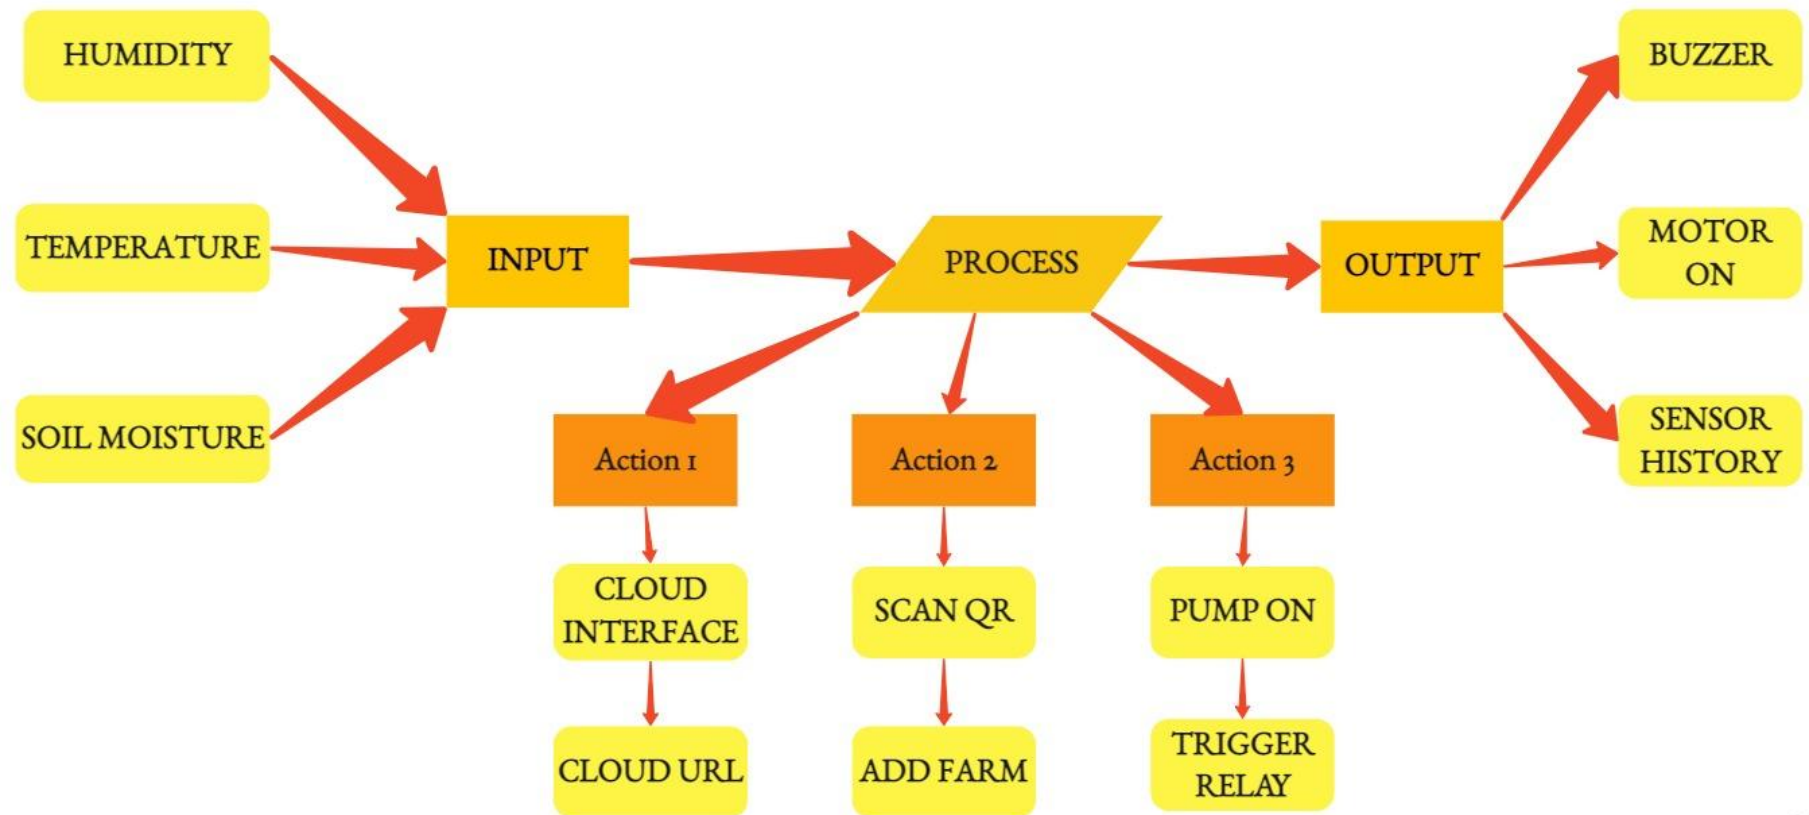 HUMIDITY
TEMPERATURE
SOIL MOISTURE
INPUT
PROCESS
OUTPUT
BUZZER
MOTOR
ON
SENSOR
HISTORY
Action 1
CLOUD
INTERFACE
CLOUD URL
Action 2
SCAN QR
ADD FARM
Action 3
PUMP ON
TRIGGER
RELAY